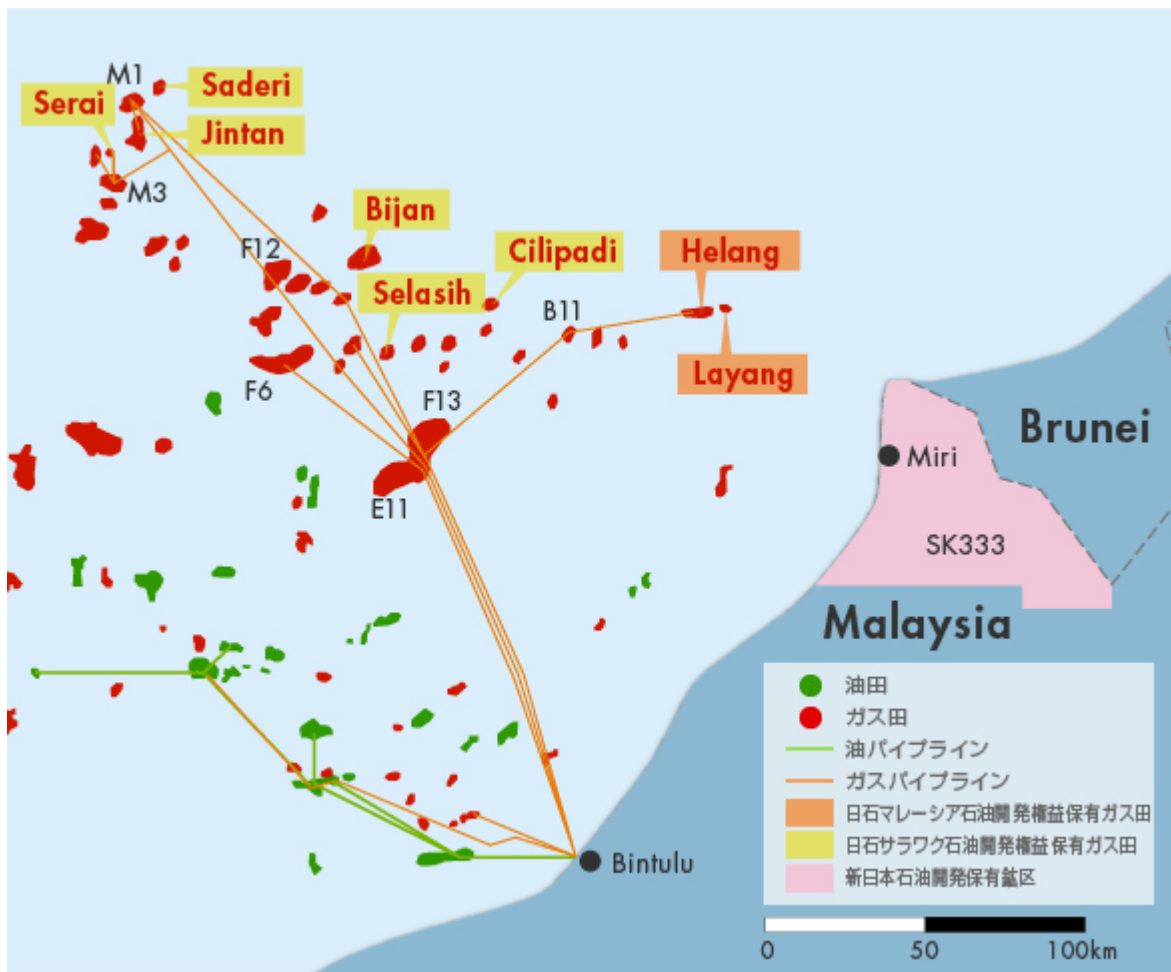 M1
Saderi
Serai
Jintan
M3
Bijan
F12
Cilipadi
Helang
Selasih
B11
F6
Layang
F13
Brunei
Miri
E11
SK333
Malaysia
油田
ガス田
油パイプライン
ガスパイプライン
日石マレーシア石油開発権益保有ガス田
日石サラワク石油開発権益保有ガス田
新日本石油開発保有鉱区
Bintulu
0 50 100km